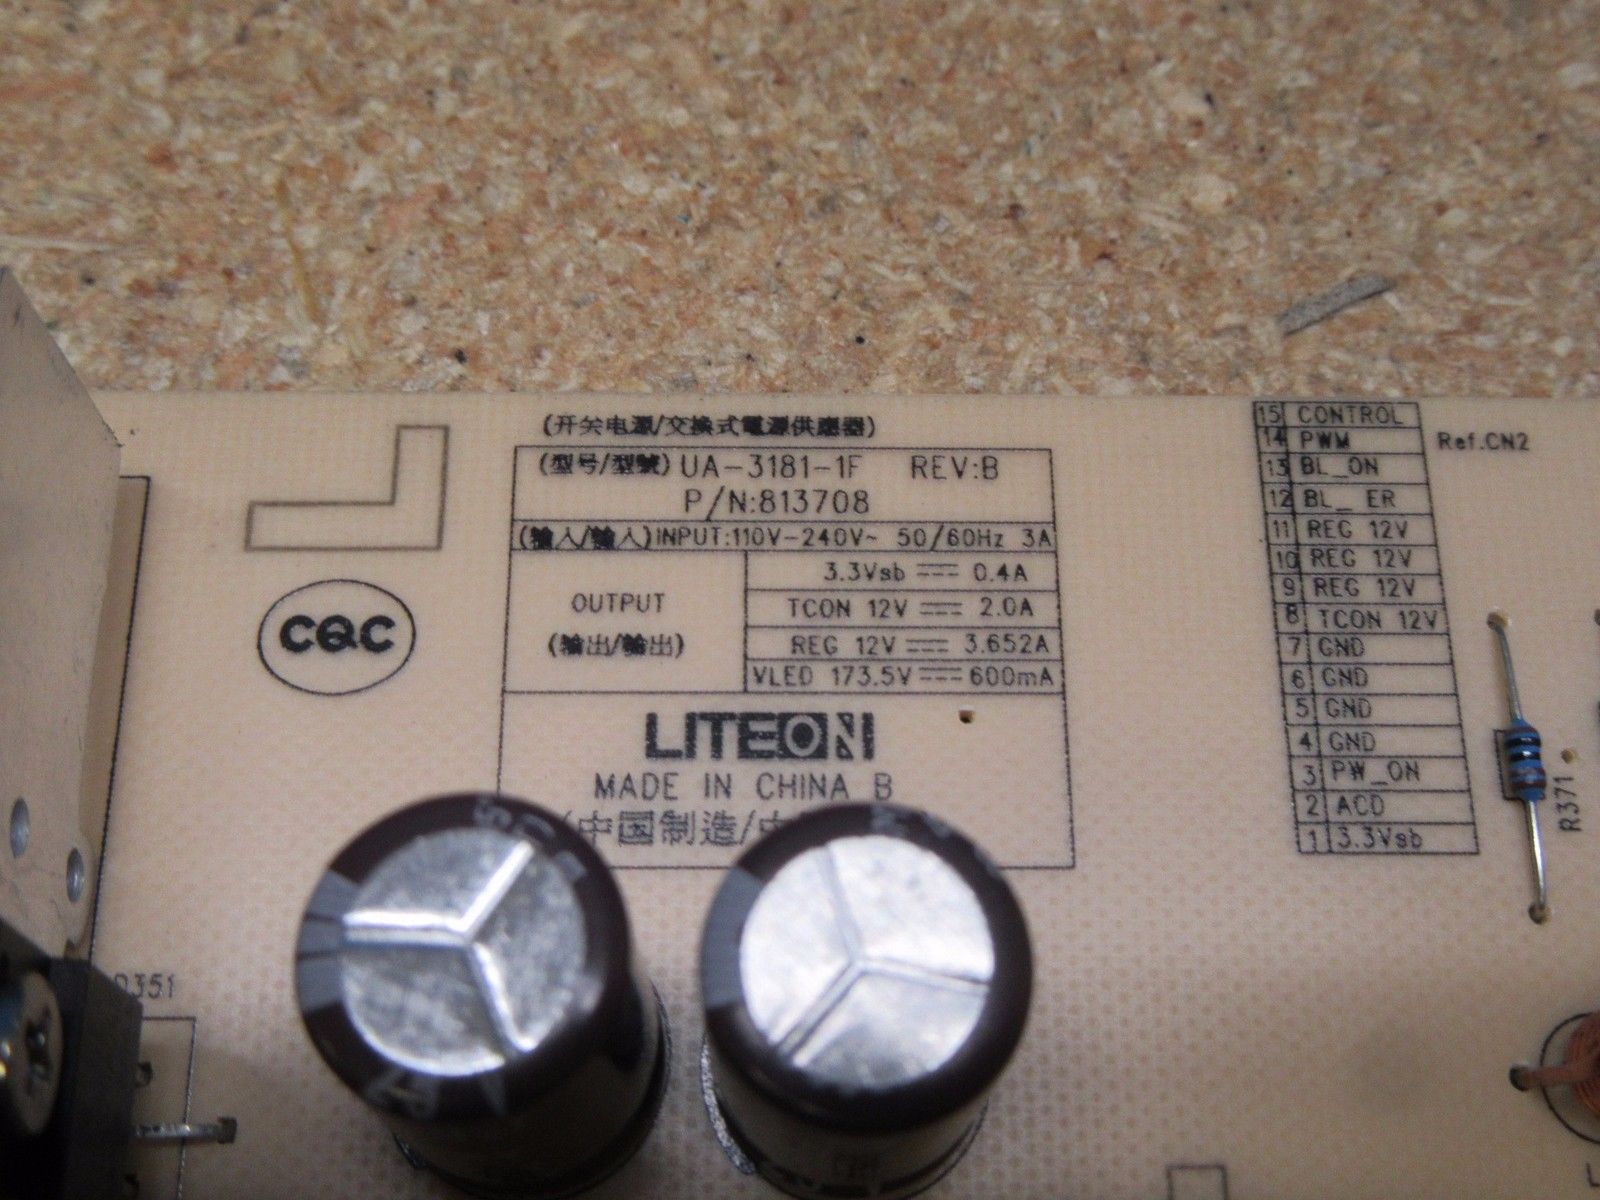 (开关电源/交換式電源供應器)
(型号/型號) UA-3181-1F REV:B
P/N:813708
(输入/輸入)INPUT:110V-240V~ 50/60Hz 3A
OUTPUT
(输出/輸出)
3.3Vsb ⎓ 0.4A
TCON 12V ⎓ 2.0A
REG 12V ⎓ 3.652A
VLED 173.5V ⎓ 600mA
LITEON
MADE IN CHINA B
(中国制造/中
CQC
15 CONTROL
14 PWM
13 BL_ON
12 BL_ ER
11 REG 12V
10 REG 12V
9 REG 12V
8 TCON 12V
7 GND
6 GND
5 GND
4 GND
3 PW_ON
2 ACD
1 3.3Vsb
Ref.CN2
R371